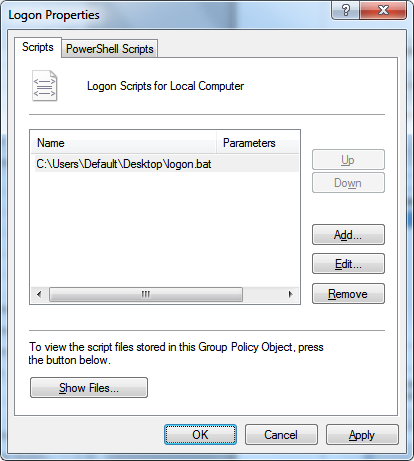 Logon Properties
Scripts
PowerShell Scripts
Logon Scripts for Local Computer
Name
Parameters
C:\Users\Default\Desktop\logon.bat
Up
Down
Add...
Edit...
Remove
To view the script files stored in this Group Policy Object, press
the button below.
Show Files...
OK
Cancel
Apply